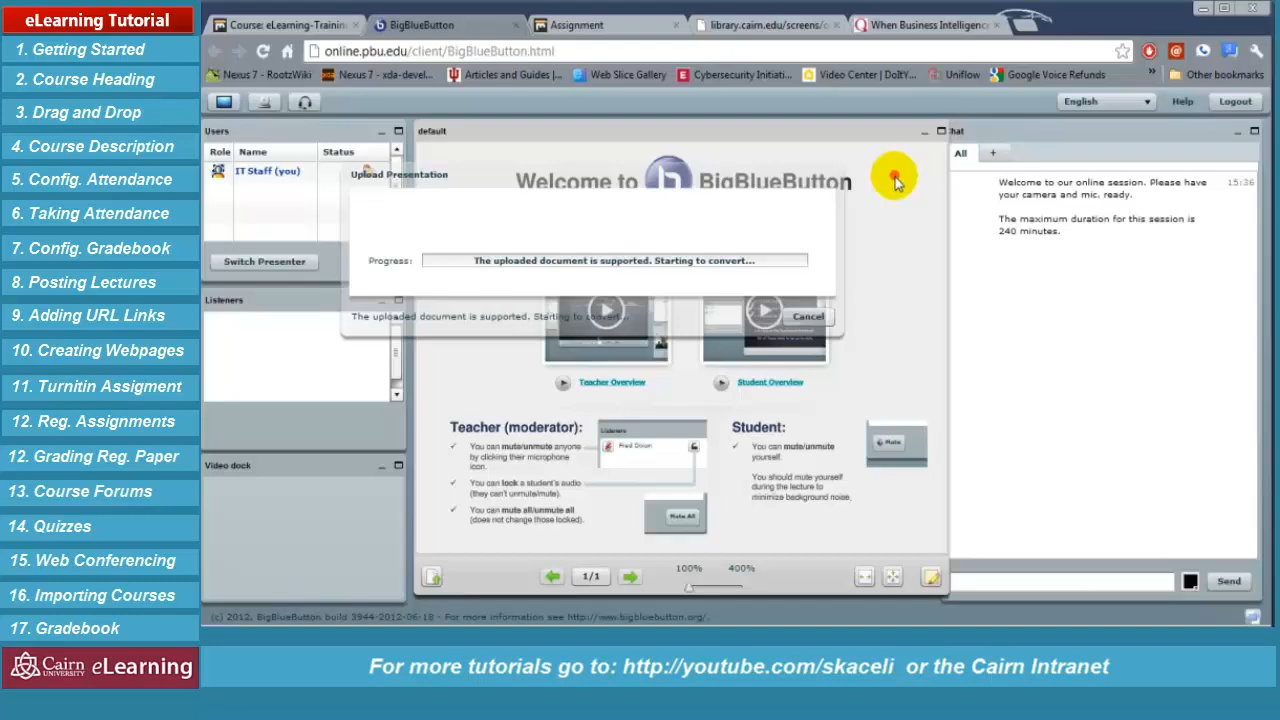 eLearning Tutorial
1. Getting Started
2. Course Heading
3. Drag and Drop
4. Course Description
5. Config. Attendance
6. Taking Attendance
7. Config. Gradebook
8. Posting Lectures
9. Adding URL Links
10. Creating Webpages
11. Turnitin Assigment
12. Reg. Assignments
12. Grading Reg. Paper
13. Course Forums
14. Quizzes
15. Web Conferencing
16. Importing Courses
17. Gradebook
Cairn UNIVERSITY eLearning
Course: eLearning-Training
BigBlueButton
Assignment
library.cairn.edu/screens/
When Business Intelligenc
online.pbu.edu/client/BigBlueButton.html
Nexus 7 - RootzWiki
Nexus 7 - xda-devel...
Articles and Guides |...
Web Slice Gallery
Cybersecurity Initiati...
Video Center | DoItY...
Uniflow
Google Voice Refunds
»
Other bookmarks
English
Help
Logout
Users
Role Name Status
IT Staff (you)
Switch Presenter
Listeners
Video dock
default
Welcome to BigBlueButton
Upload Presentation
Progress: The uploaded document is supported. Starting to convert...
The uploaded document is supported. Starting to convert...
Cancel
Teacher Overview
Student Overview
Teacher (moderator):
You can mute/unmute anyone
by clicking their microphone
icon.
You can lock a student's audio
(they can't unmute/mute).
You can mute all/unmute all
(does not change those locked).
Listeners
Fred Dixon
Mute All
Student:
You can mute/unmute
yourself.
You should mute yourself
during the lecture to
minimize background noise.
Mute
1/1
100% 400%
hat
All +
Welcome to our online session. Please have 15:36
your camera and mic. ready.
The maximum duration for this session is
240 minutes.
Send
(c) 2012, BigBlueButton build 3944-2012-06-18 - For more information see http://www.bigbluebutton.org/.
For more tutorials go to: http://youtube.com/skaceli or the Cairn Intranet